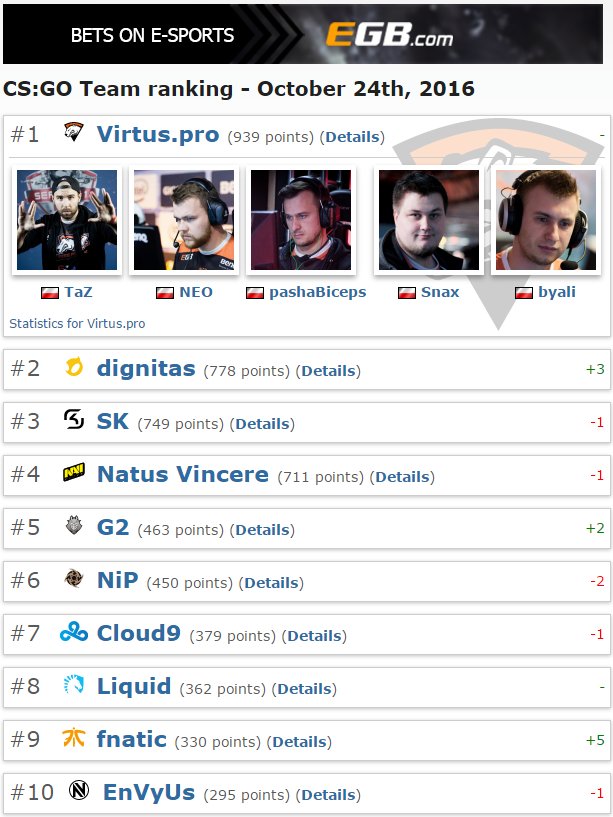 BETS ON E-SPORTS EGB.com
CS:GO Team ranking - October 24th, 2016
#1 Virtus.pro (939 points) (Details) -
TaZ NEO pashaBiceps Snax byali
Statistics for Virtus.pro
#2 dignitas (778 points) (Details) +3
#3 SK (749 points) (Details) -1
#4 Natus Vincere (711 points) (Details) -1
#5 G2 (463 points) (Details) +2
#6 NiP (450 points) (Details) -2
#7 Cloud9 (379 points) (Details) -1
#8 Liquid (362 points) (Details) -
#9 fnatic (330 points) (Details) +5
#10 EnVyUs (295 points) (Details) -1